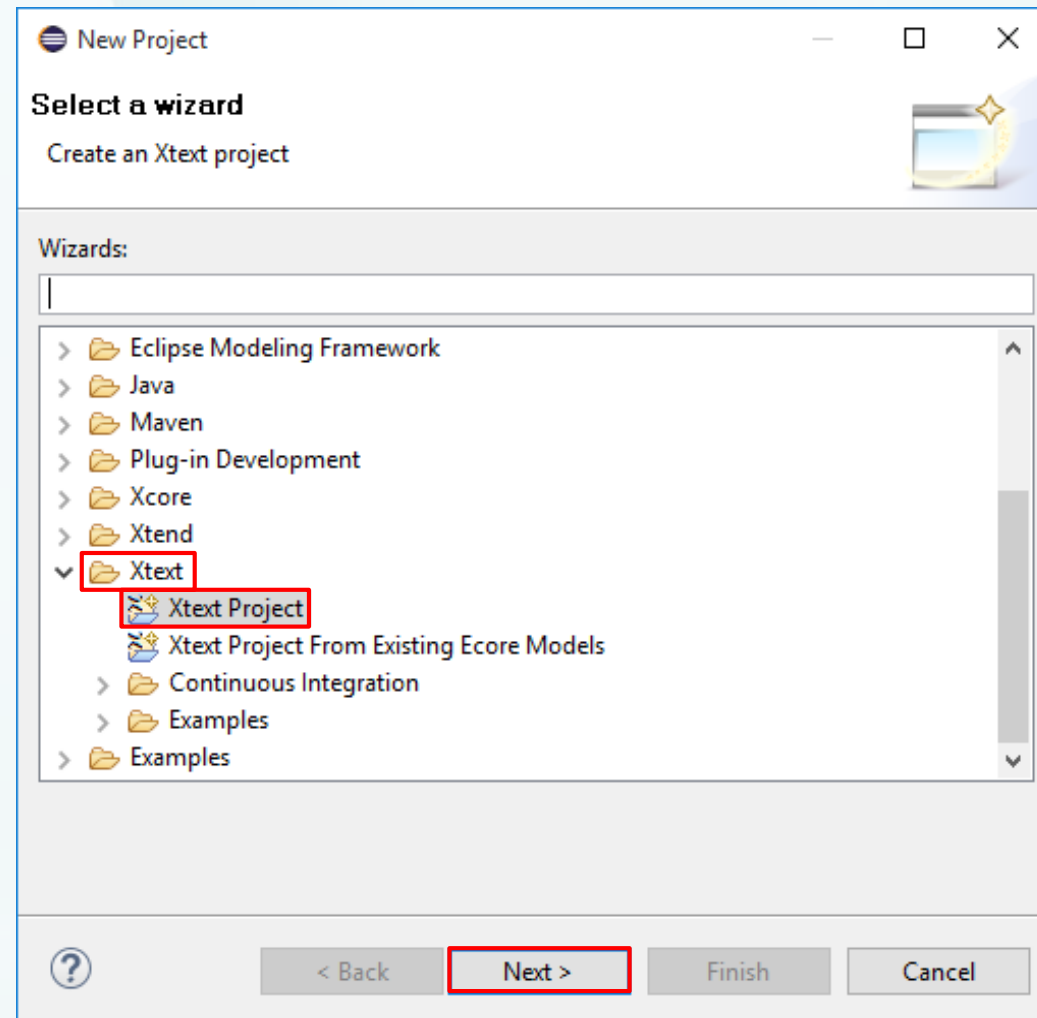 New Project
Select a wizard
Create an Xtext project
Wizards:
Eclipse Modeling Framework
Java
Maven
Plug-in Development
Xcore
Xtend
Xtext
Xtext Project
Xtext Project From Existing Ecore Models
Continuous Integration
Examples
Examples
? < Back Next > Finish Cancel